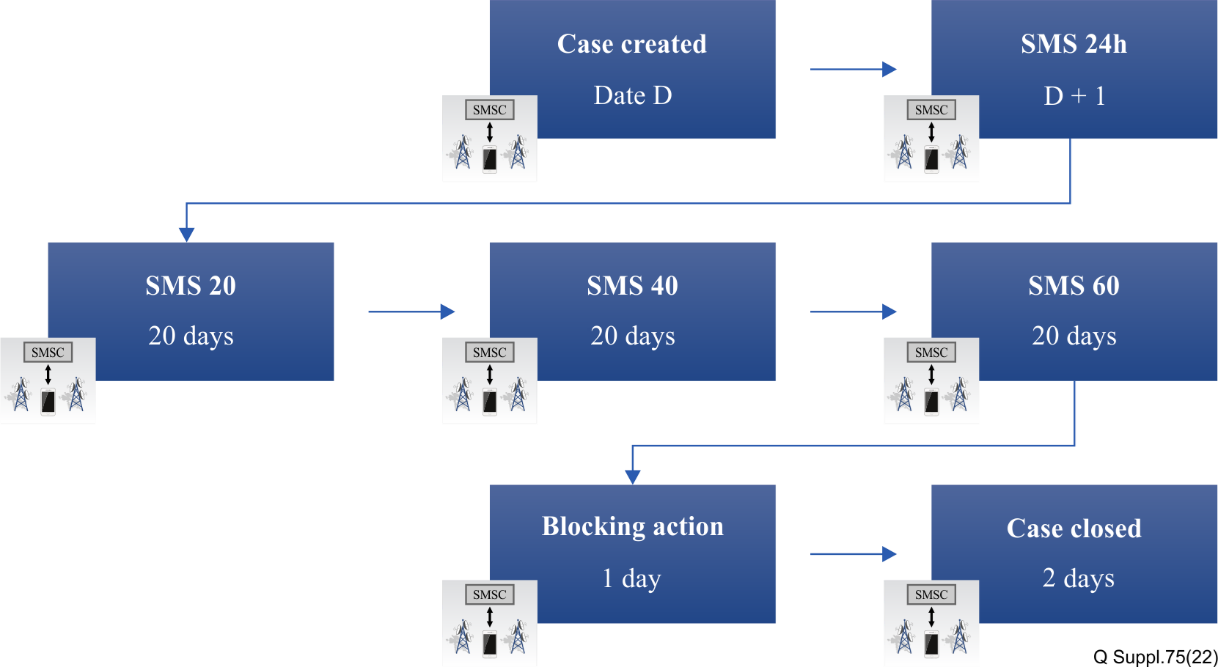 Case created
Date D
SMSC
SMS 24h
D + 1
SMSC
SMS 20
20 days
SMSC
SMS 40
20 days
SMSC
SMS 60
20 days
SMSC
Blocking action
1 day
SMSC
Case closed
2 days
SMSC
Q Suppl.75(22)